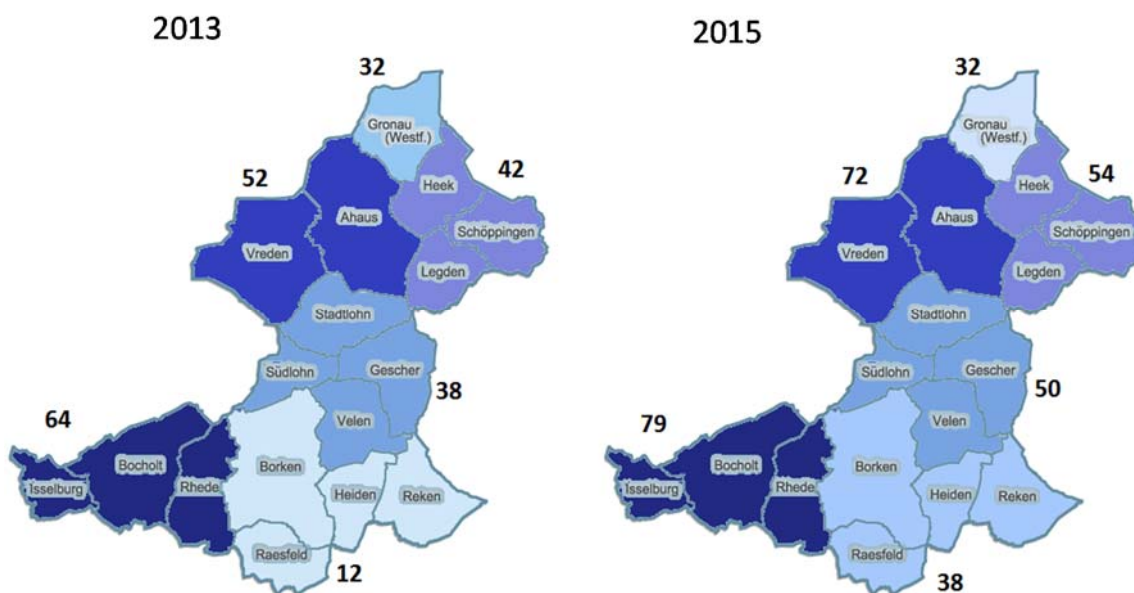 2013
32
Gronau
(Westf.)
42
Heek
52
Ahaus
Schöppingen
Vreden
Legden
Stadtlohn
Südlohn
Gescher
38
64
Velen
Bocholt
Borken
Isselburg
Rhede
Heiden
Reken
Raesfeld
12
2015
32
Gronau
(Westf.)
54
Heek
72
Ahaus
Schöppingen
Vreden
Legden
Stadtlohn
Südlohn
Gescher
50
79
Velen
Bocholt
Borken
Isselburg
Rhede
Heiden
Reken
Raesfeld
38